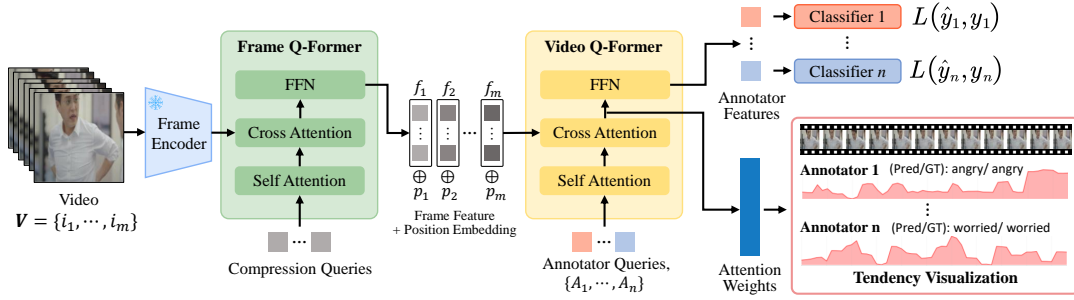 Video
V = {i₁, ⋯, iₘ}
Frame
Encoder
Frame Q-Former
FFN
Cross Attention
Self Attention
Compression Queries
f₁ f₂ fₘ
⋯
⊕ ⊕ ⊕
p₁ p₂ ⋯ pₘ
Frame Feature
+ Position Embedding
Video Q-Former
FFN
Cross Attention
Self Attention
Annotator Queries,
{A₁, ⋯, Aₙ}
Annotator
Features
Classifier 1
L(ŷ₁, y₁)
Classifier n
L(ŷₙ, yₙ)
Attention
Weights
Annotator 1 (Pred/GT): angry/ angry
Annotator n (Pred/GT): worried/ worried
Tendency Visualization